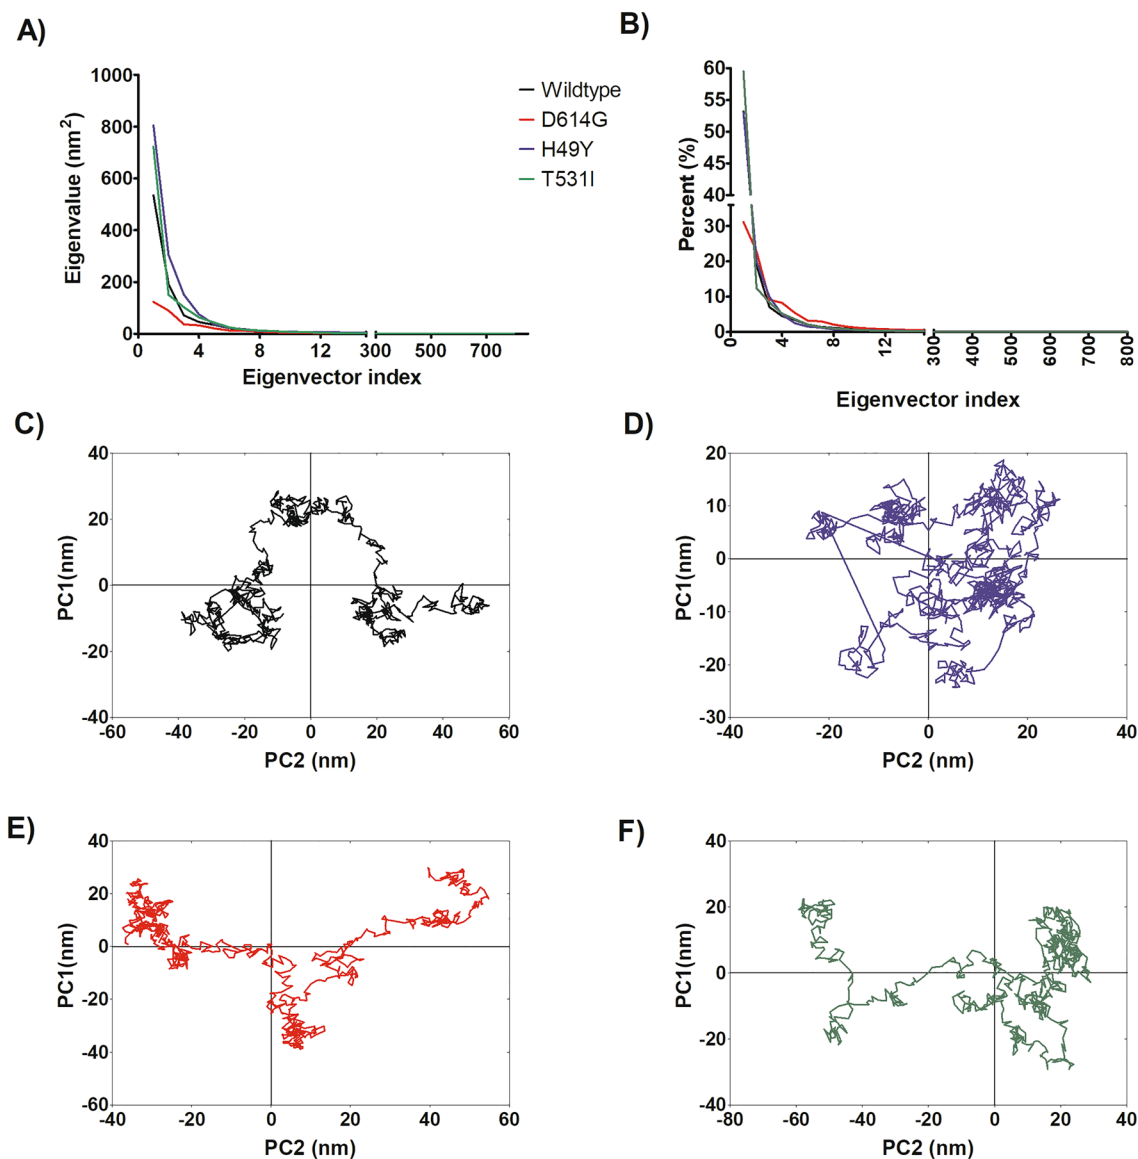 A)
1000
800
600
400
200
0
Eigenvalue (nm2)
0 4 8 12 300 500 700
Eigenvector index
Wildtype
D614G
H49Y
T531I
B)
60
55
50
45
40
30
20
10
0
Percent (%)
0 4 8 12 300 400 500 600 700 800
Eigenvector index
C)
40
20
0
-20
-40
PC1(nm)
-60 -40 -20 0 20 40 60
PC2 (nm)
D)
20
10
0
-10
-20
-30
PC1(nm)
-40 -20 0 20 40
PC2 (nm)
E)
40
20
0
-20
-40
-60
PC1(nm)
-40 -20 0 20 40 60
PC2 (nm)
F)
40
20
0
-20
-40
PC1(nm)
-80 -60 -40 -20 0 20 40
PC2 (nm)